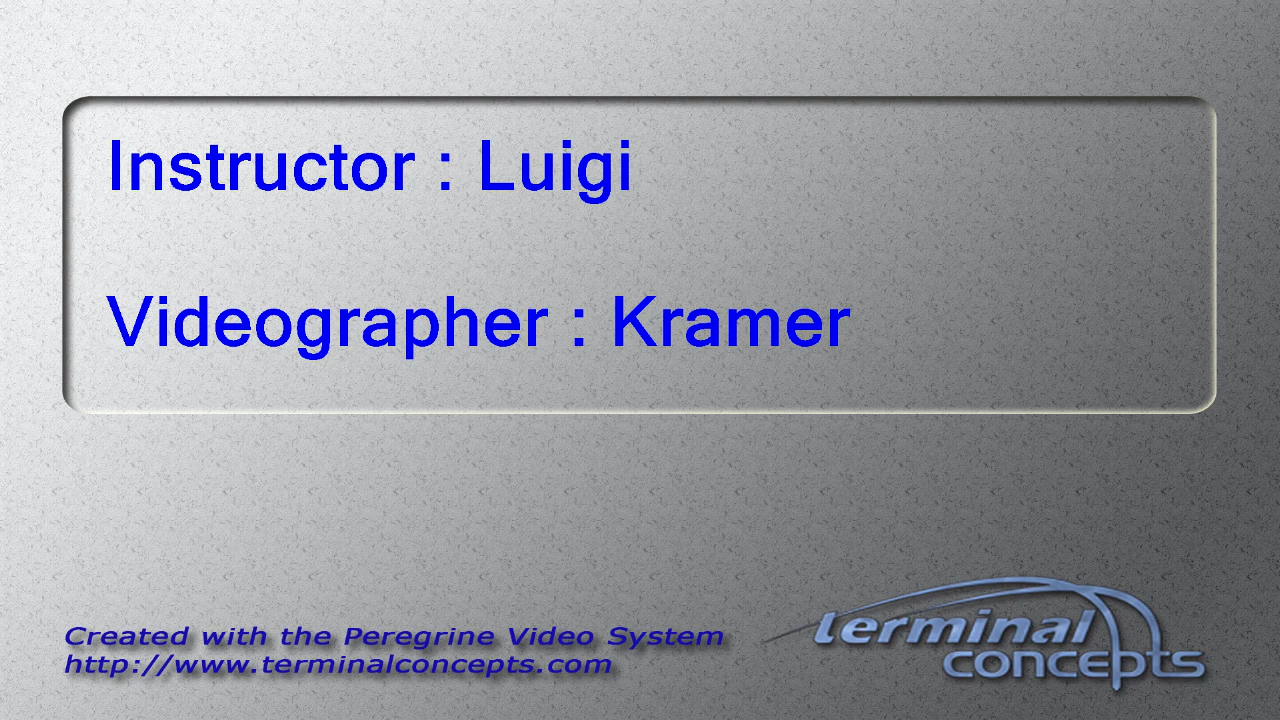 Instructor : Luigi
Videographer : Kramer
Created with the Peregrine Video System
http://www.terminalconcepts.com
terminal
concepts